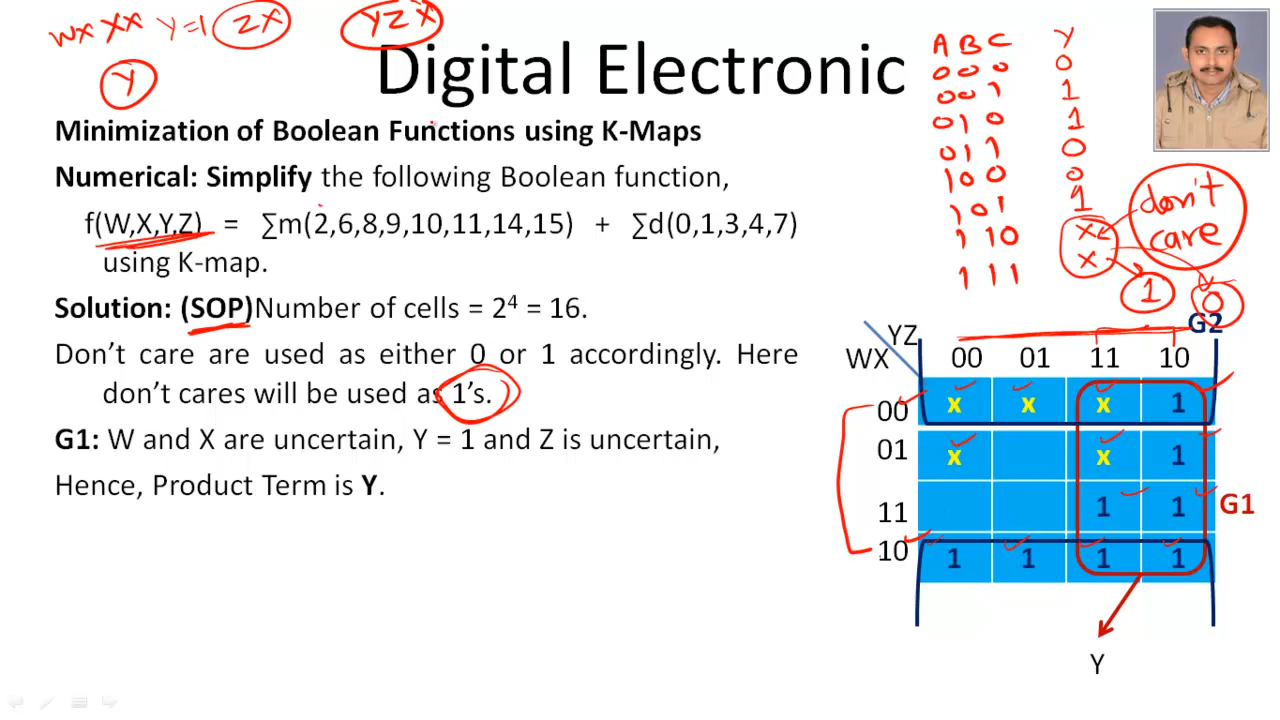 wx Xx Y=1 Zx YZX
Y
Digital Electronic
Minimization of Boolean Functions using K-Maps
Numerical: Simplify the following Boolean function,
f(W,X,Y,Z) = ∑m(2,6,8,9,10,11,14,15) + ∑d(0,1,3,4,7)
using K-map.
Solution: (SOP)Number of cells = 2⁴ = 16.
Don't care are used as either 0 or 1 accordingly. Here
don't cares will be used as 1's.
G1: W and X are uncertain, Y = 1 and Z is uncertain,
Hence, Product Term is Y.
A B C Y
0 0 0 0
0 0 1 1
0 1 0 1
0 1 1 0
1 0 0 0
1 0 1 1
1 1 0 x
1 1 1 x
don't
care
1 0
G2
YZ
WX 00 01 11 10
00 x x x 1
01 x x 1
11 1 1
G1
10 1 1 1 1
Y